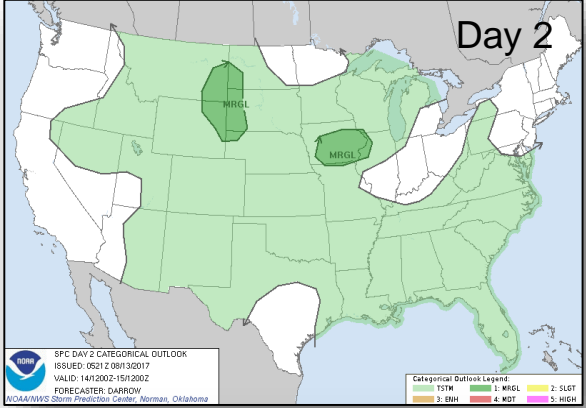 Day 2
MRGL
MRGL
NOAA
SPC DAY 2 CATEGORICAL OUTLOOK
ISSUED: 0521Z 08/13/2017
VALID: 14/1200Z-15/1200Z
FORECASTER: DARROW
NOAA/NWS Storm Prediction Center, Norman, Oklahoma
Categorical Outlook Legend:
TSTM 1: MRGL 2: SLGT
3: ENH 4: MDT 5: HIGH